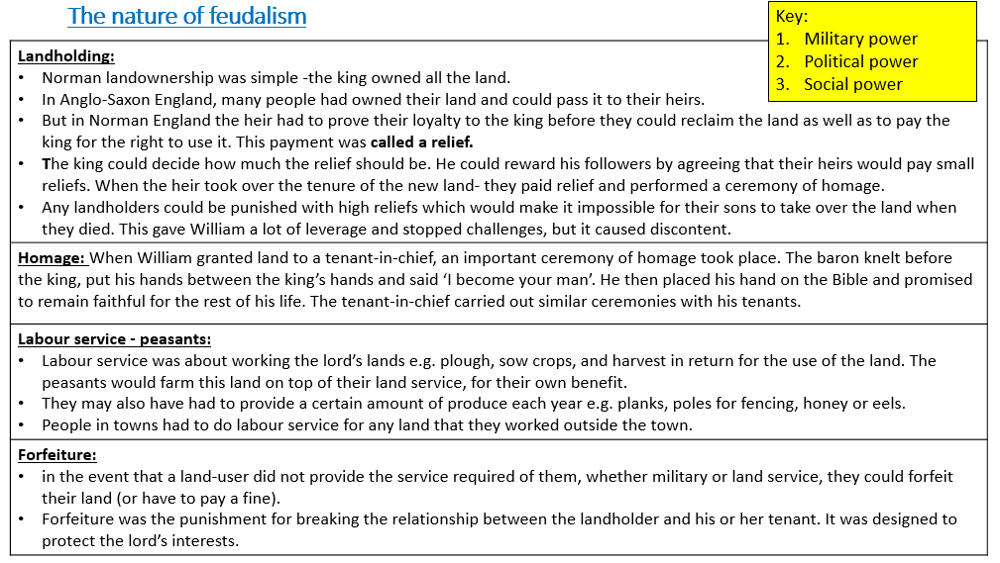 The nature of feudalism
Key:
1. Military power
2. Political power
3. Social power
Landholding:
• Norman landownership was simple -the king owned all the land.
• In Anglo-Saxon England, many people had owned their land and could pass it to their heirs.
• But in Norman England the heir had to prove their loyalty to the king before they could reclaim the land as well as to pay the
king for the right to use it. This payment was called a relief.
• The king could decide how much the relief should be. He could reward his followers by agreeing that their heirs would pay small
reliefs. When the heir took over the tenure of the new land- they paid relief and performed a ceremony of homage.
• Any landholders could be punished with high reliefs which would make it impossible for their sons to take over the land when
they died. This gave William a lot of leverage and stopped challenges, but it caused discontent.
Homage: When William granted land to a tenant-in-chief, an important ceremony of homage took place. The baron knelt before
the king, put his hands between the king's hands and said ‘I become your man’. He then placed his hand on the Bible and promised
to remain faithful for the rest of his life. The tenant-in-chief carried out similar ceremonies with his tenants.
Labour service - peasants:
• Labour service was about working the lord's lands e.g. plough, sow crops, and harvest in return for the use of the land. The
peasants would farm this land on top of their land service, for their own benefit.
• They may also have had to provide a certain amount of produce each year e.g. planks, poles for fencing, honey or eels.
• People in towns had to do labour service for any land that they worked outside the town.
Forfeiture:
• in the event that a land-user did not provide the service required of them, whether military or land service, they could forfeit
their land (or have to pay a fine).
• Forfeiture was the punishment for breaking the relationship between the landholder and his or her tenant. It was designed to
protect the lord's interests.